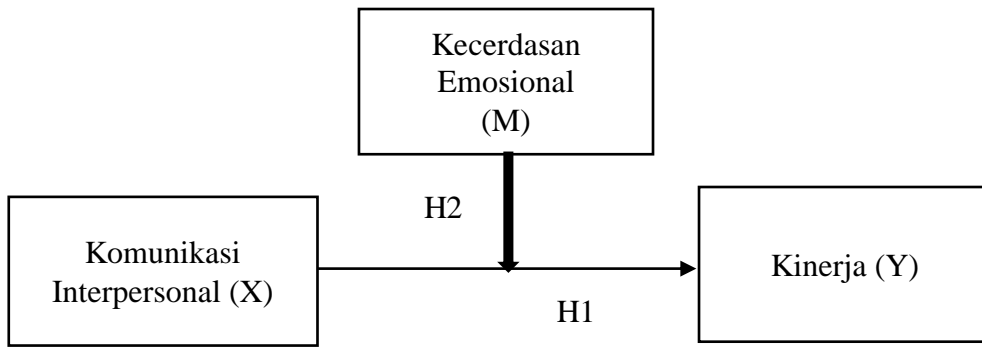 Kecerdasan
Emosional
(M)
H2
Komunikasi
Interpersonal (X)
Kinerja (Y)
H1